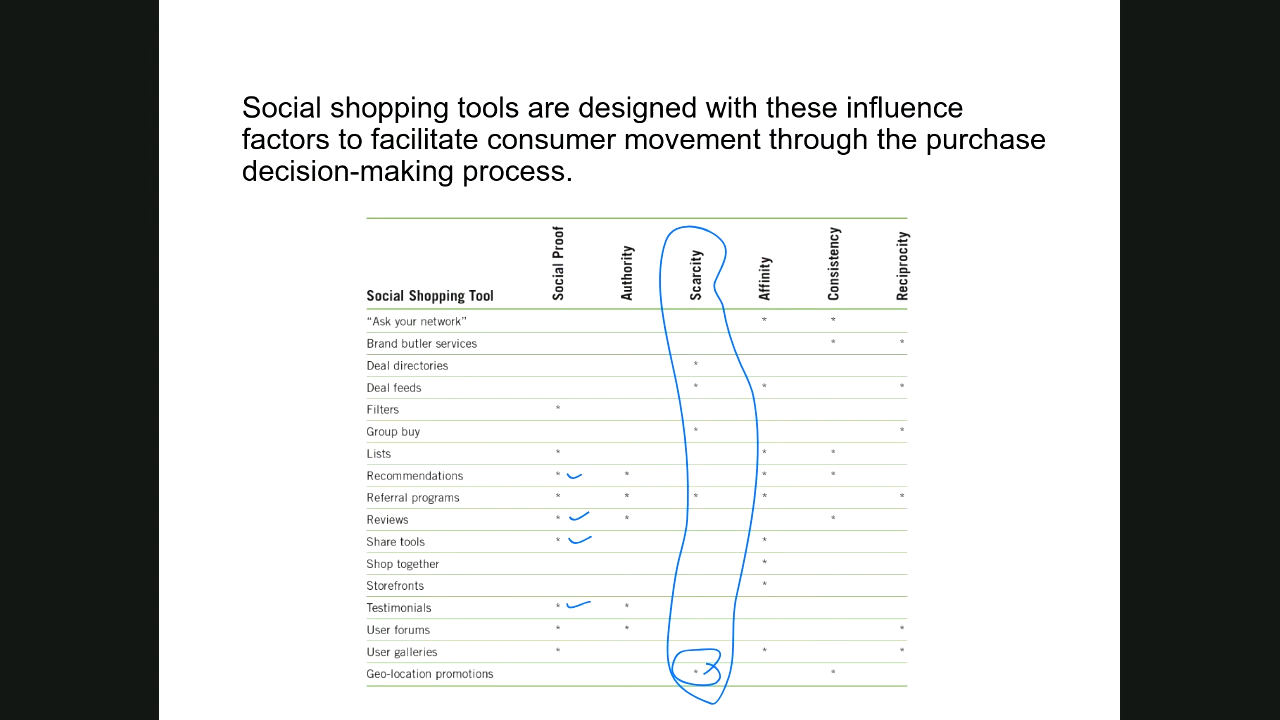 Social shopping tools are designed with these influence
factors to facilitate consumer movement through the purchase
decision-making process.
Social Shopping Tool Social Proof Authority Scarcity Affinity Consistency Reciprocity
“Ask your network” * *
Brand butler services * *
Deal directories *
Deal feeds * * *
Filters *
Group buy * *
Lists * * *
Recommendations * * * *
Referral programs * * * * *
Reviews * * *
Share tools * *
Shop together *
Storefronts *
Testimonials * *
User forums * * *
User galleries * * *
Geo-location promotions * *